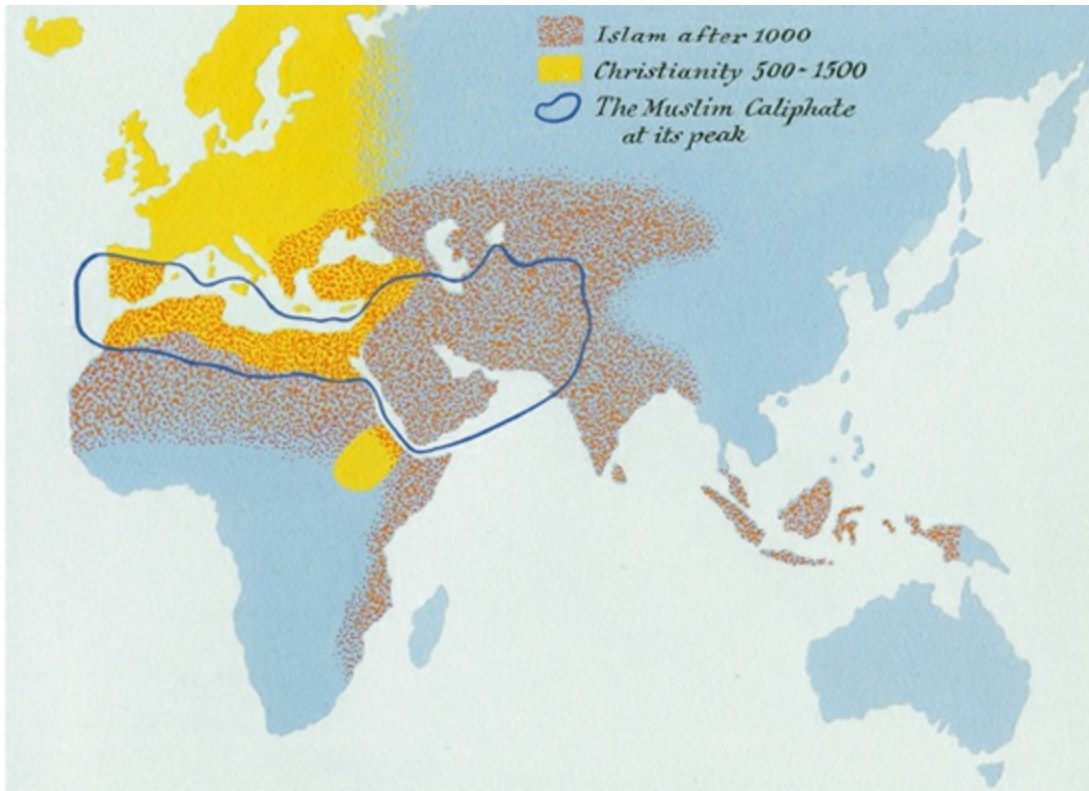 Islam after 1000
Christianity 500-1500
The Muslim Caliphate
at its peak